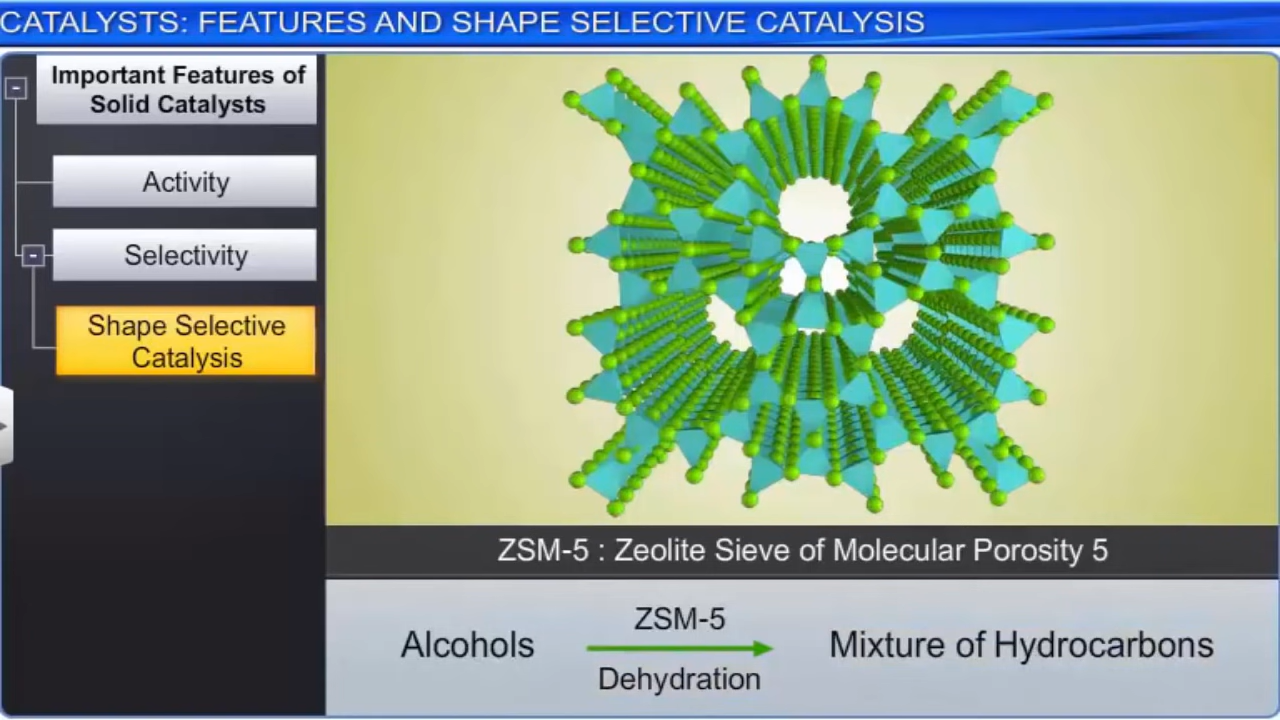 CATALYSTS: FEATURES AND SHAPE SELECTIVE CATALYSIS
Important Features of
Solid Catalysts
Activity
Selectivity
Shape Selective
Catalysis
ZSM-5 : Zeolite Sieve of Molecular Porosity 5
ZSM-5
Alcohols
Mixture of Hydrocarbons
Dehydration